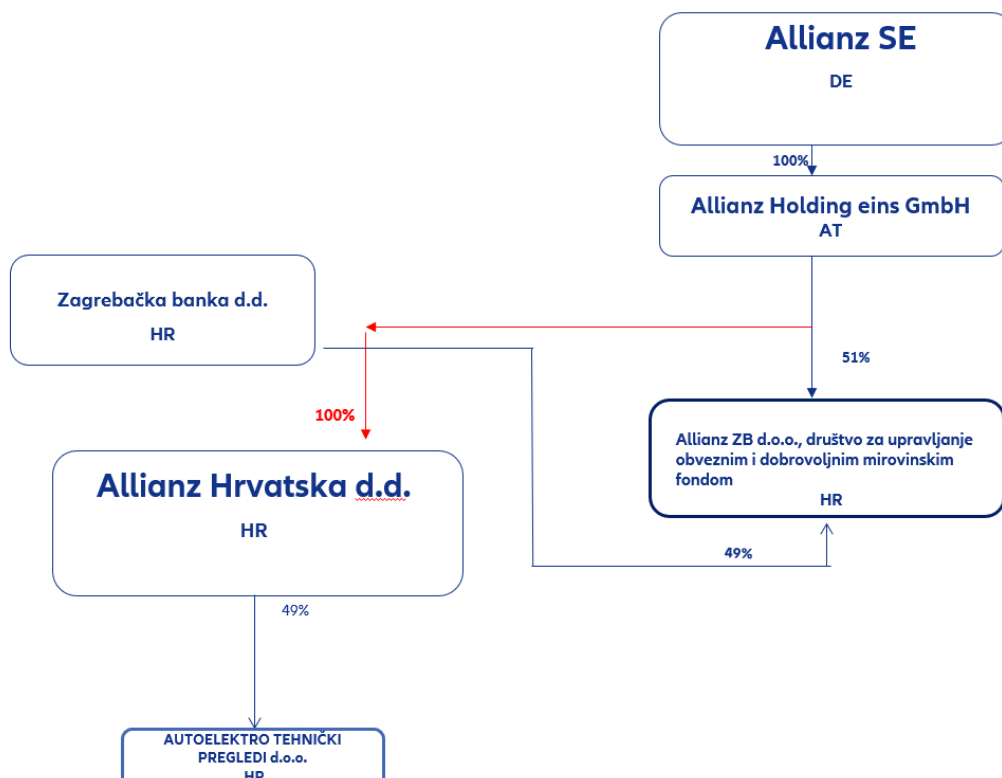 Allianz SE
DE
100%
Allianz Holding eins GmbH
AT
Zagrebačka banka d.d.
HR
51%
100%
Allianz ZB d.o.o., društvo za upravljanje
obveznim i dobrovoljnim mirovinskim
fondom
HR
Allianz Hrvatska d.d.
HR
49%
49%
AUTOELEKTRO TEHNIČKI
PREGLEDI d.o.o.
HR